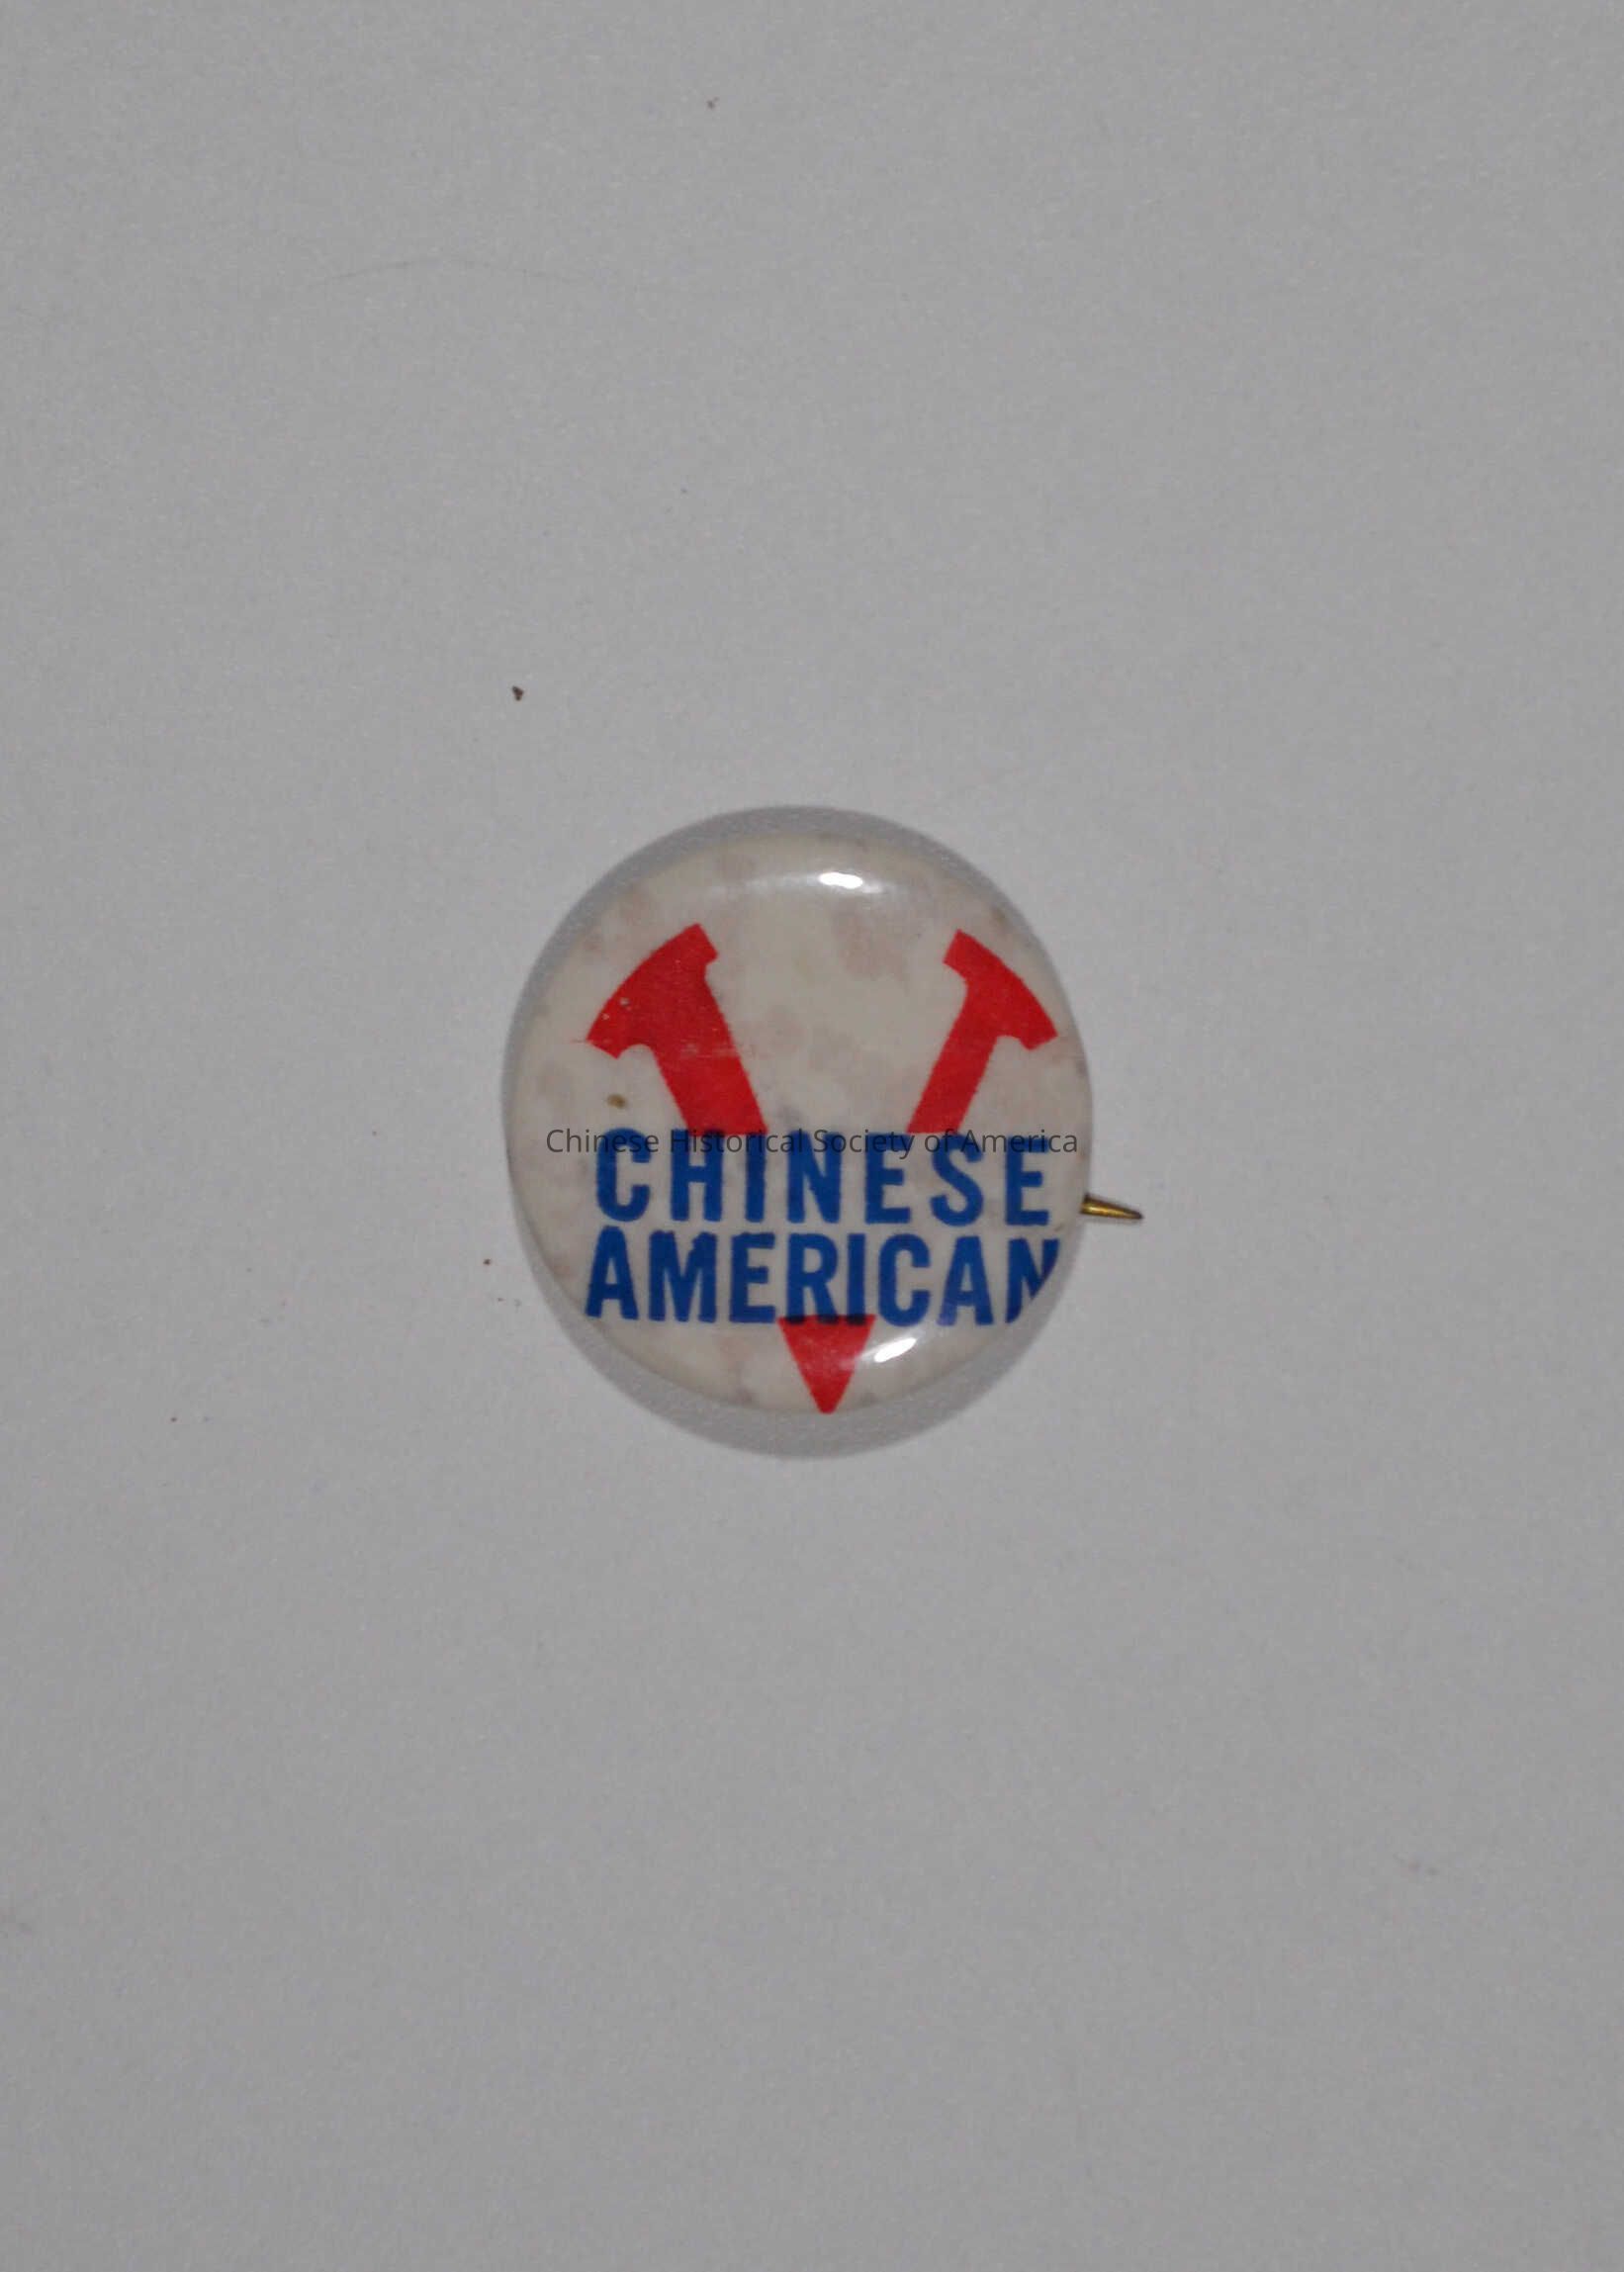 V
Chinese Historical Society of America
CHINESE
AMERICAN